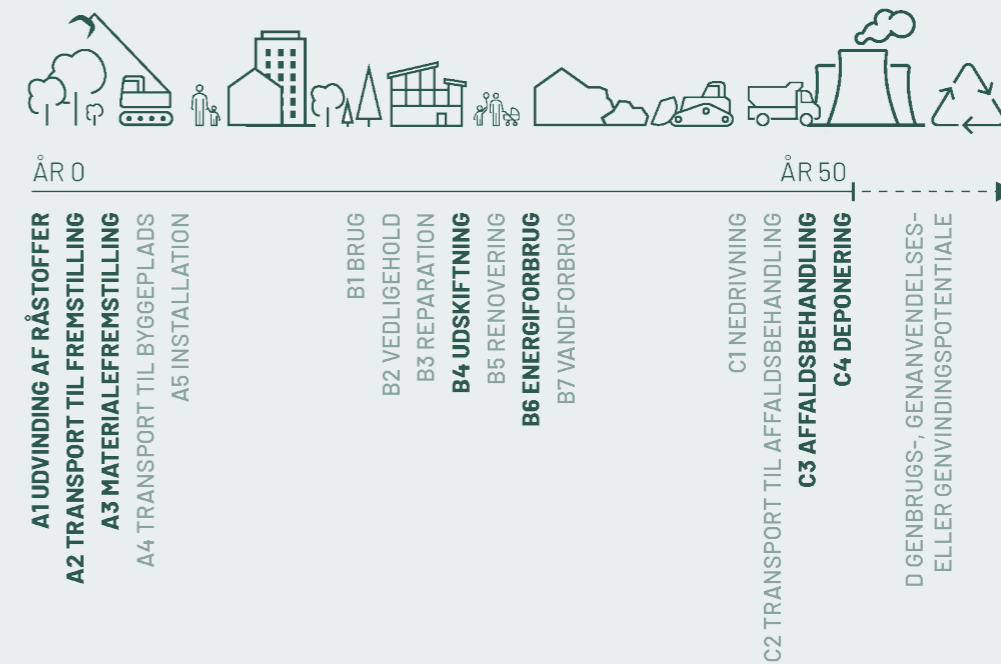 ÅR 0
ÅR 50
A1 UDVINDING AF RÅSTOFFER
A2 TRANSPORT TIL FREMSTILLING
A3 MATERIALEFREMSTILLING
A4 TRANSPORT TIL BYGGEPLADS
A5 INSTALLATION
B1 BRUG
B2 VEDLIGEHOLD
B3 REPARATION
B4 UDSKIFTNING
B5 RENOVERING
B6 ENERGIFORBRUG
B7 VANDFORBRUG
C1 NEDRIVNING
C2 TRANSPORT TIL AFFALDSBEHANDLING
C3 AFFALDSBEHANDLING
C4 DEPONERING
D GENBRUGS-, GENANVENDELSES-
ELLER GENVINDINGSPOTENTIALE